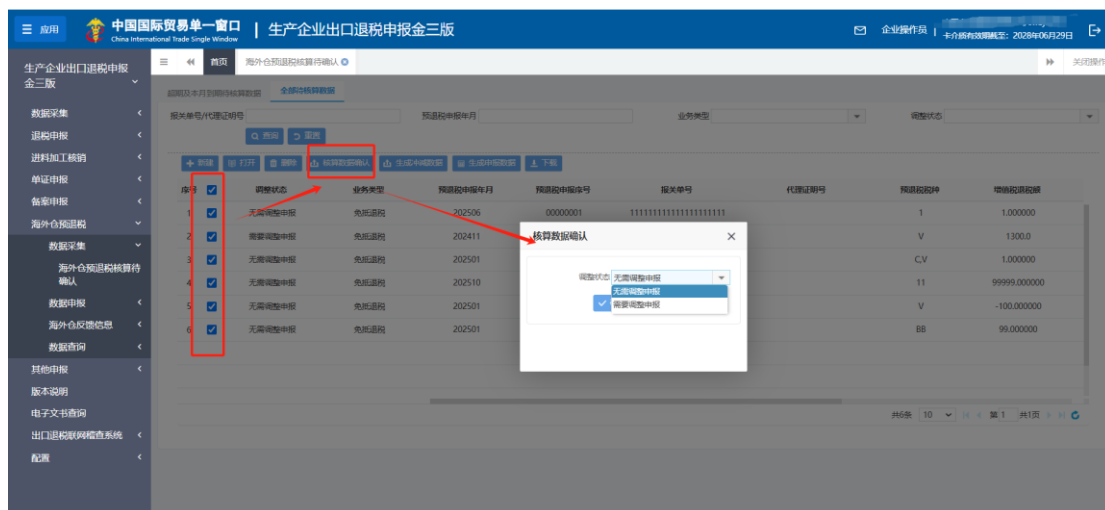 应用
中国国际贸易单一窗口 | 生产企业出口退税申报金三版
China International Trade Single Window
企业操作员 | 卡介质有效期截至：2028年06月29日
生产企业出口退税申报金三版
首页 海外仓预退税核算待确认 关闭操作
数据采集
退税申报
进料加工核销
单证申报
备案申报
海外仓预退税
数据采集
海外仓预退税核算待确认
数据申报
海外仓反馈信息
数据查询
其他申报
版本说明
电子文书查询
出口退税联网稽查系统
配置
超期及本月到期待核算数据 全部待核算数据
报关单号/代理证明号 预退税申报年月 业务类型 调整状态
查询 重置
新建 打开 删除 核算数据确认 生成申报数据 下载
序号 调整状态 业务类型 预退税申报年月 预退税申报序号 报关单号 代理证明号 预退税税种 增值税退税额
1 无需调整申报 免抵退税 202506 00000001 1 1.000000
2 需要调整申报 免抵退税 202411 V 1300.0
3 无需调整申报 免抵退税 202501 C,V 1.000000
4 无需调整申报 免抵退税 202510 11 99999.000000
5 无需调整申报 免抵退税 202501 V -100.000000
6 无需调整申报 免抵退税 202501 BB 99.000000
核算数据确认
调整状态 无需调整申报
无需调整申报
需要调整申报
共6条 10 第 1 共1页